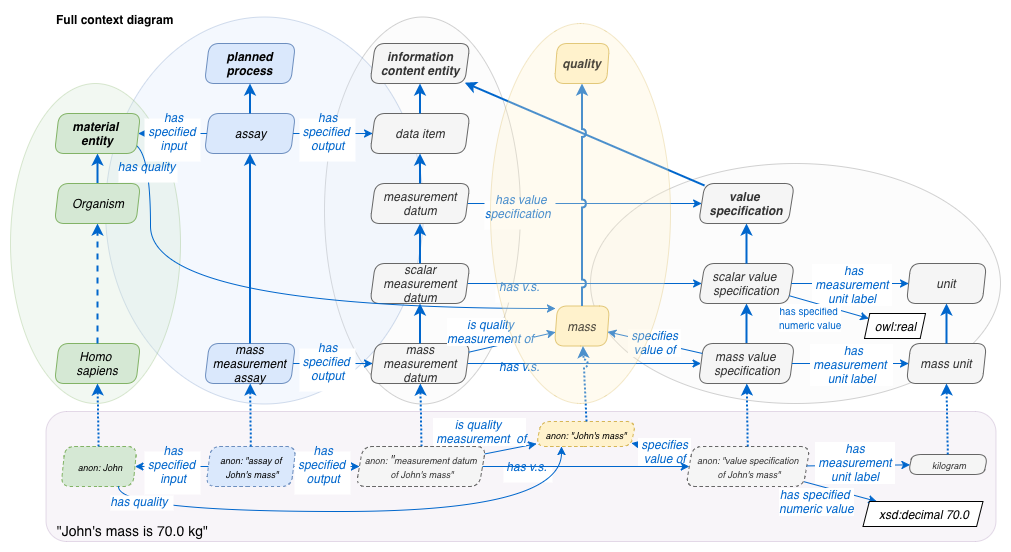 Full context diagram
planned
process
information
content entity
quality
material
entity
has
specified
input
assay
has
specified
output
data item
has quality
Organism
measurement
datum
has value
specification
value
specification
scalar
measurement
datum
has v.s.
scalar value
specification
has
measurement
unit label
unit
has specified
numeric value
owl:real
mass
is quality
measurement of
specifies
value of
Homo
sapiens
mass
measurement
assay
has
specified
output
mass
measurement
datum
has v.s.
mass value
specification
has
measurement
unit label
mass unit
anon: John
has
specified
input
anon: "assay of
John's mass"
has
specified
output
anon: "measurement datum
of John's mass"
is quality
measurement of
anon: "John's mass"
has v.s.
specifies
value of
anon: "value specification
of John's mass"
has
measurement
unit label
kilogram
has quality
has specified
numeric value
xsd:decimal 70.0
"John's mass is 70.0 kg"